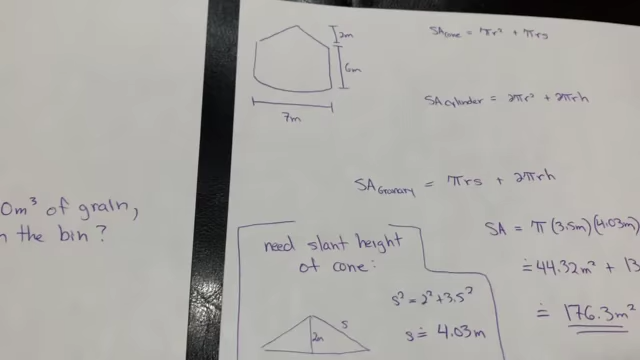 0m³ of grain,
the bin?
2m
6m
7m
SAcone = πr² + πrs
SAcylinder = 2πr² + 2πrh
SAGranary = πrs + 2πrh
need slant height
of cone:
s² = 2² + 3.5²
s ≐ 4.03m
2m
s
SA = π(3.5m)(4.03m)
≐ 44.32m² + 13
≐ 176.3m²